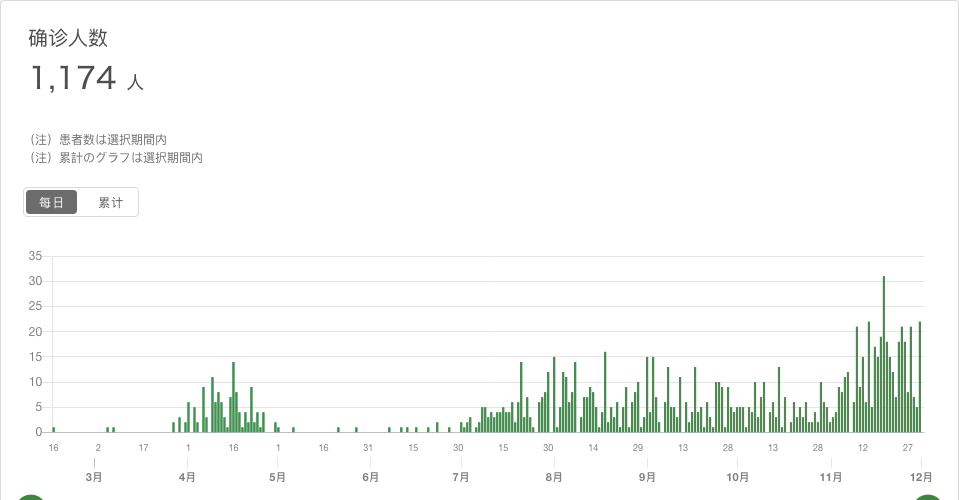 确诊人数
1,174 人
（注）患者数は選択期間内
（注）累計のグラフは選択期間内
每日 累计
35
30
25
20
15
10
5
0
16 2 17 1 16 1 16 31 15 30 15 30 14 29 13 28 13 28 12 27
3月 4月 5月 6月 7月 8月 9月 10月 11月 12月